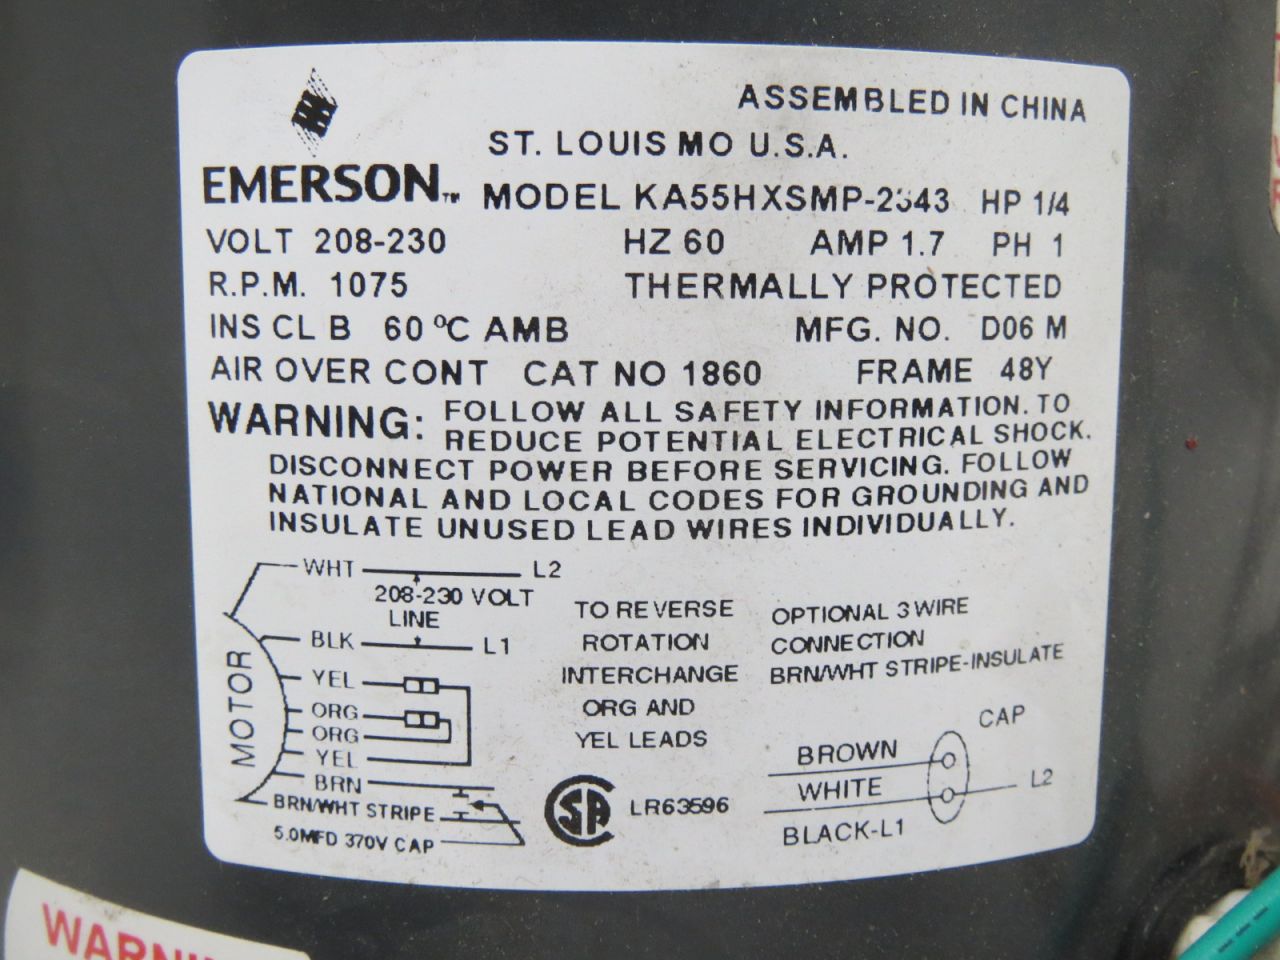 ASSEMBLED IN CHINA
ST. LOUIS MO U.S.A.
EMERSON™ MODEL KA55HXSMP-2343 HP 1/4
VOLT 208-230 HZ 60 AMP 1.7 PH 1
R.P.M. 1075 THERMALLY PROTECTED
INS CL B 60 °C AMB MFG. NO. D06 M
AIR OVER CONT CAT NO 1860 FRAME 48Y
WARNING: FOLLOW ALL SAFETY INFORMATION. TO
REDUCE POTENTIAL ELECTRICAL SHOCK.
DISCONNECT POWER BEFORE SERVICING. FOLLOW
NATIONAL AND LOCAL CODES FOR GROUNDING AND
INSULATE UNUSED LEAD WIRES INDIVIDUALLY.
WHT L2
208-230 VOLT
LINE
BLK L1
YEL
ORG
ORG
YEL
BRN
BRN/WHT STRIPE
5.0MFD 370V CAP
MOTOR
TO REVERSE
ROTATION
INTERCHANGE
ORG AND
YEL LEADS
SA LR63596
OPTIONAL 3 WIRE
CONNECTION
BRN/WHT STRIPE-INSULATE
CAP
BROWN
WHITE L2
BLACK-L1